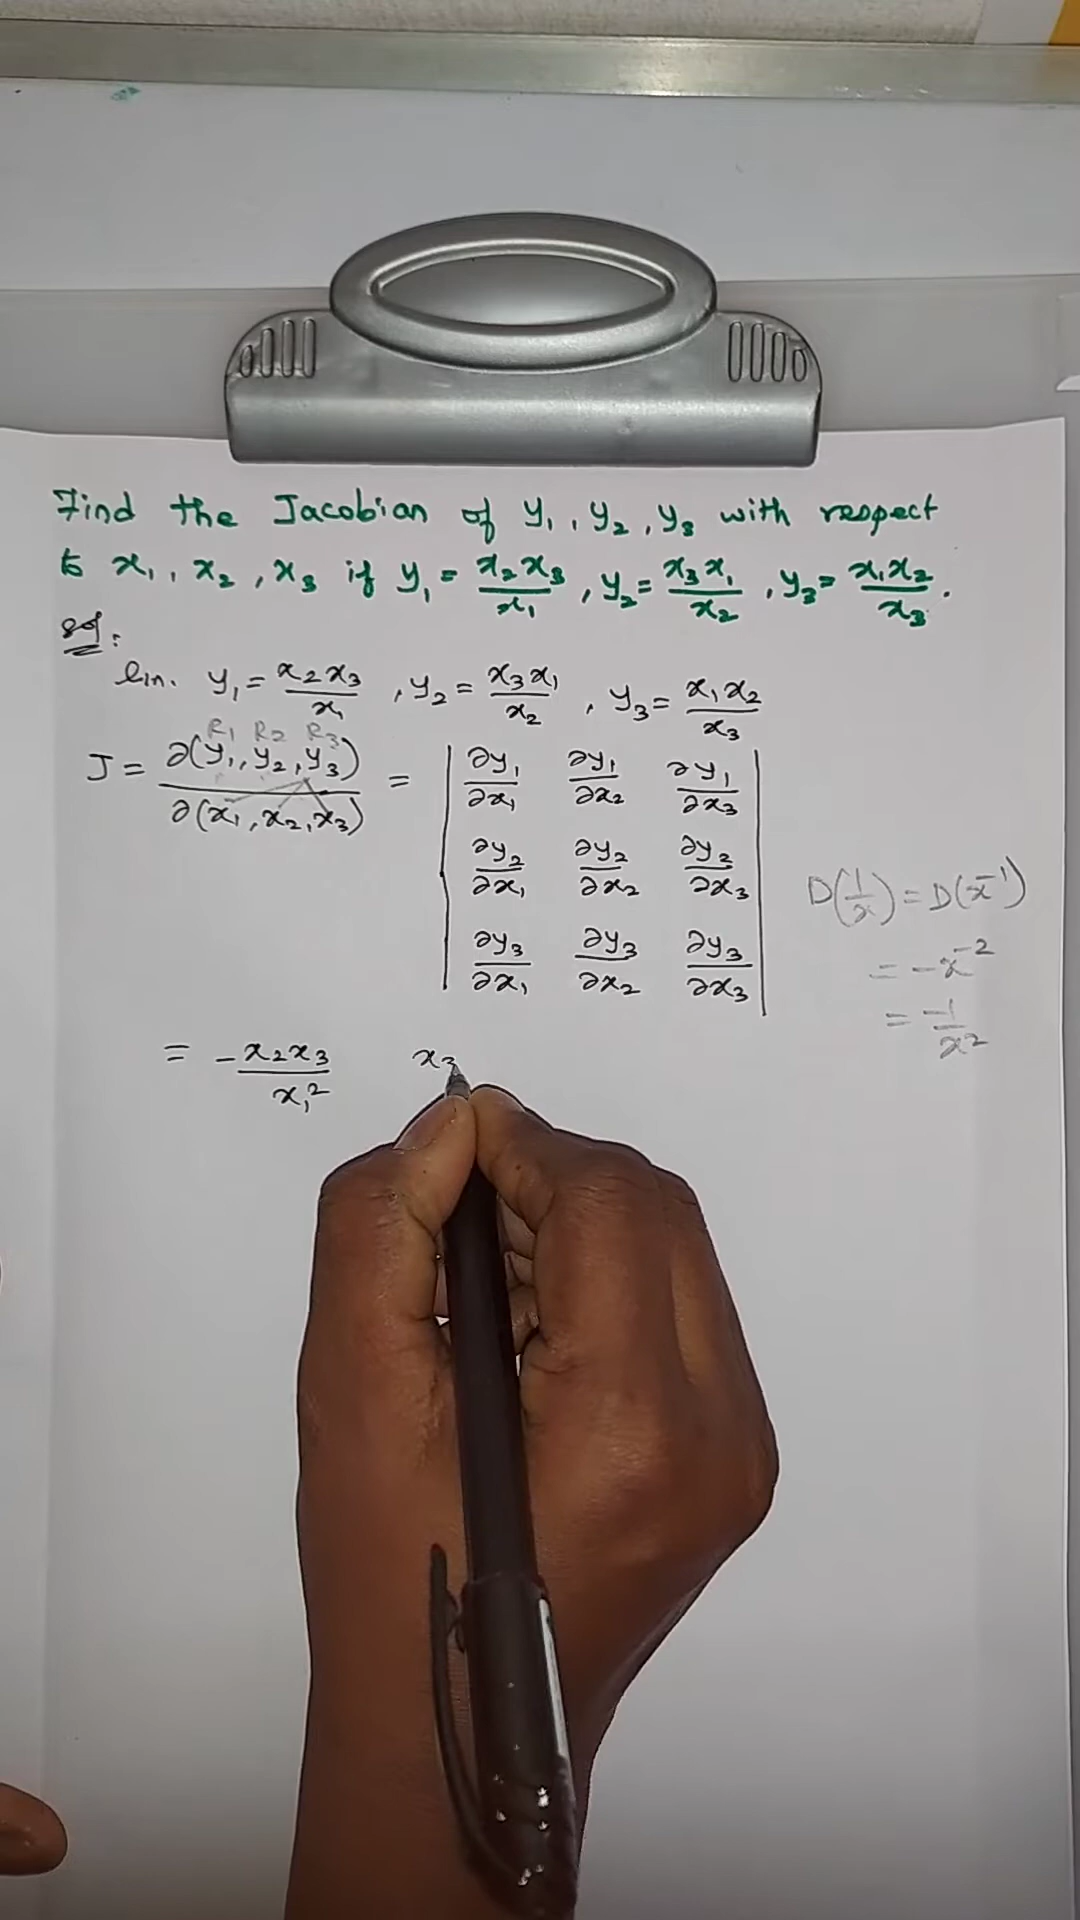 Find the Jacobian of y₁, y₂, y₃ with respect
to x₁, x₂, x₃ if y₁ = x₂x₃/x₁, y₂ = x₃x₁/x₂, y₃ = x₁x₂/x₃.
Sol:
Gn. y₁ = x₂x₃/x₁, y₂ = x₃x₁/x₂, y₃ = x₁x₂/x₃
R₁ R₂ R₃
J = ∂(y₁, y₂, y₃)/∂(x₁, x₂, x₃) = | ∂y₁/∂x₁ ∂y₁/∂x₂ ∂y₁/∂x₃ |
| ∂y₂/∂x₁ ∂y₂/∂x₂ ∂y₂/∂x₃ |
| ∂y₃/∂x₁ ∂y₃/∂x₂ ∂y₃/∂x₃ |
D(1/x) = D(x⁻¹)
= -x⁻²
= -1/x²
= -x₂x₃/x₁² x₃